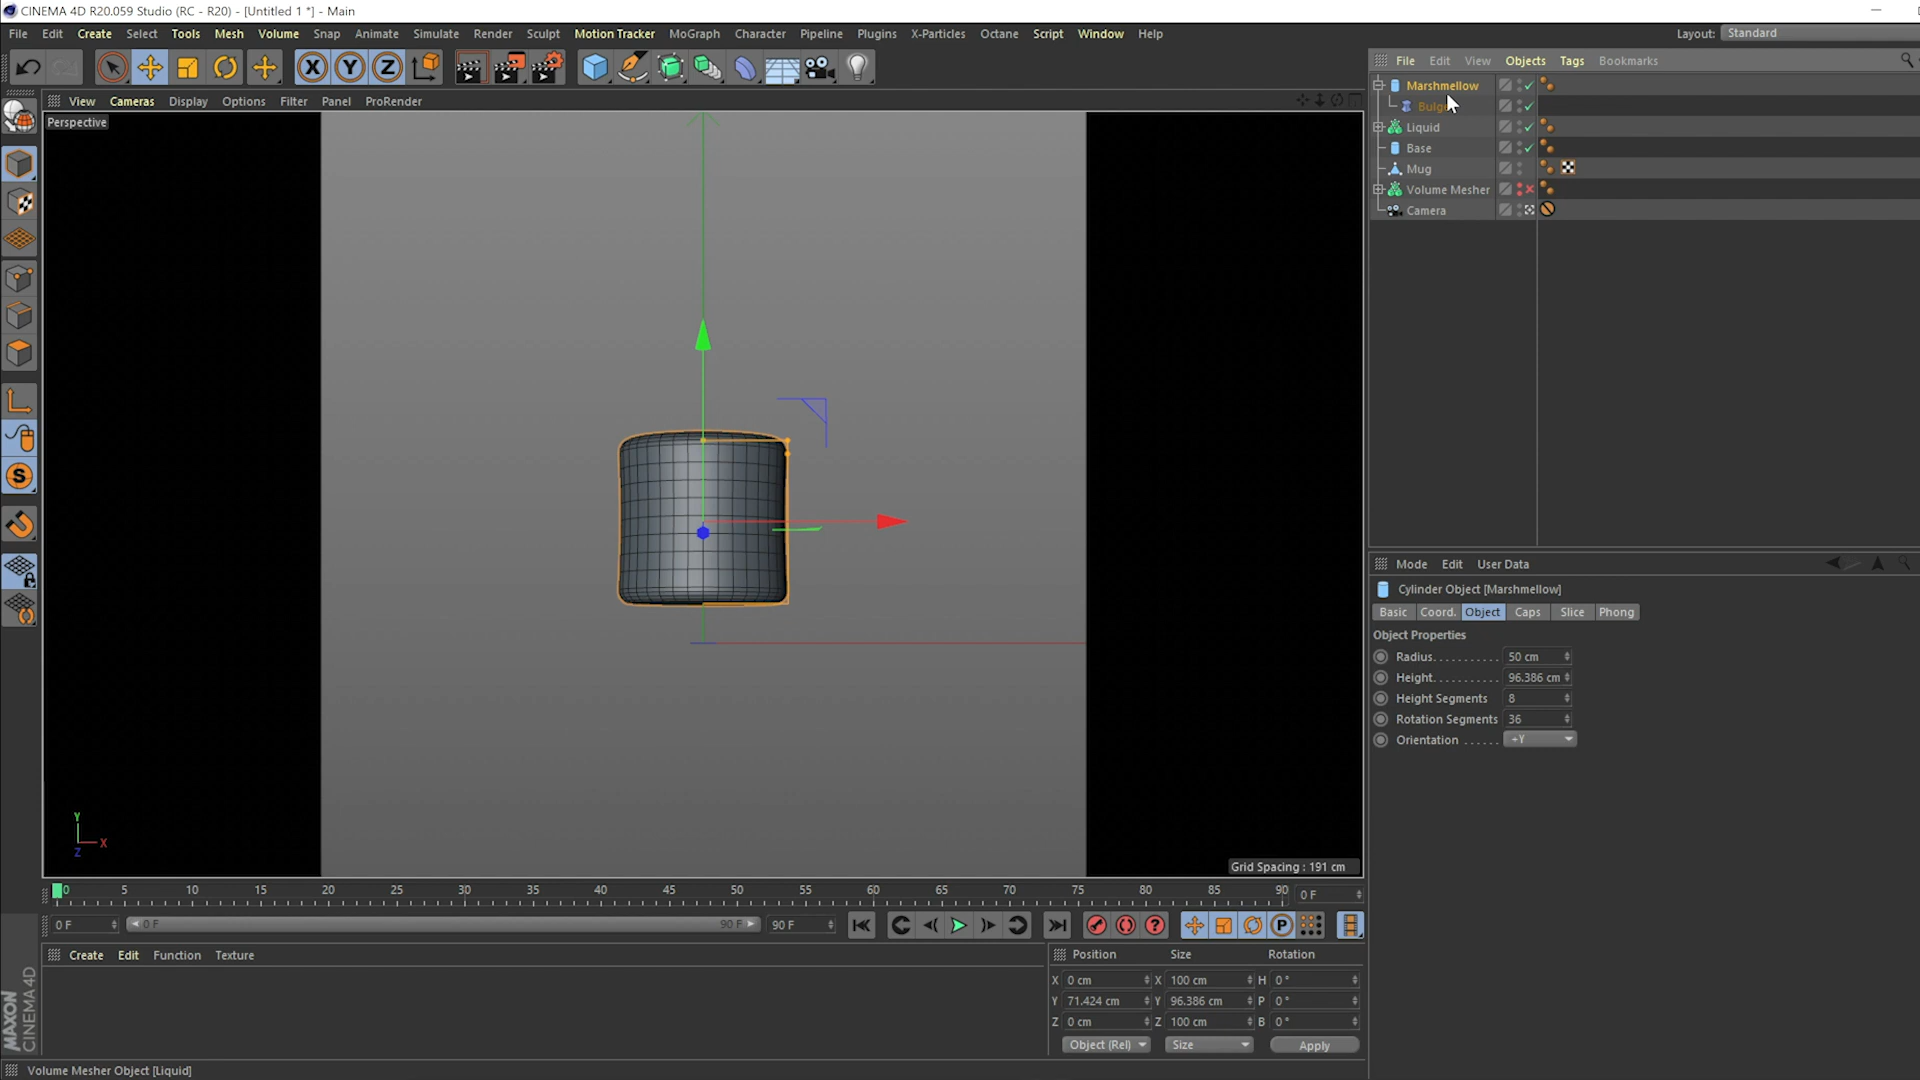 CINEMA 4D R20.059 Studio (RC - R20) - [Untitled 1 *] - Main
File Edit Create Select Tools Mesh Volume Snap Animate Simulate Render Sculpt Motion Tracker MoGraph Character Pipeline Plugins X-Particles Octane Script Window Help Layout: Standard
X Y Z
File Edit View Objects Tags Bookmarks
View Cameras Display Options Filter Panel ProRender
Perspective
Marshmellow
Liquid
Base
Mug
Volume Mesher
Camera
Mode Edit User Data
Cylinder Object [Marshmellow]
Basic Coord. Object Caps Slice Phong
Object Properties
Radius........... 50 cm
Height........... 96.386 cm
Height Segments 8
Rotation Segments 36
Orientation ...... +Y
Y
X
Z
Grid Spacing : 191 cm
0 5 10 15 20 25 30 35 40 45 50 55 60 65 70 75 80 85 90 0 F
0 F 0 F 90 F 90 F
Create Edit Function Texture
Position Size Rotation
X 0 cm X 100 cm H 0 °
Y 71.424 cm Y 96.386 cm P 0 °
Z 0 cm Z 100 cm B 0 °
Object (Rel) Size Apply
MAXON
CINEMA 4D
Volume Mesher Object [Liquid]